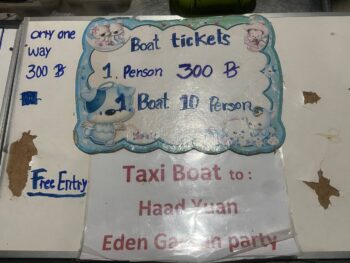 only one
way
300 ฿
Free Entry
Boat tickets
1 Person 300 ฿
1 Boat 10 Person
Taxi Boat to :
Haad Yuan
Eden Garden party